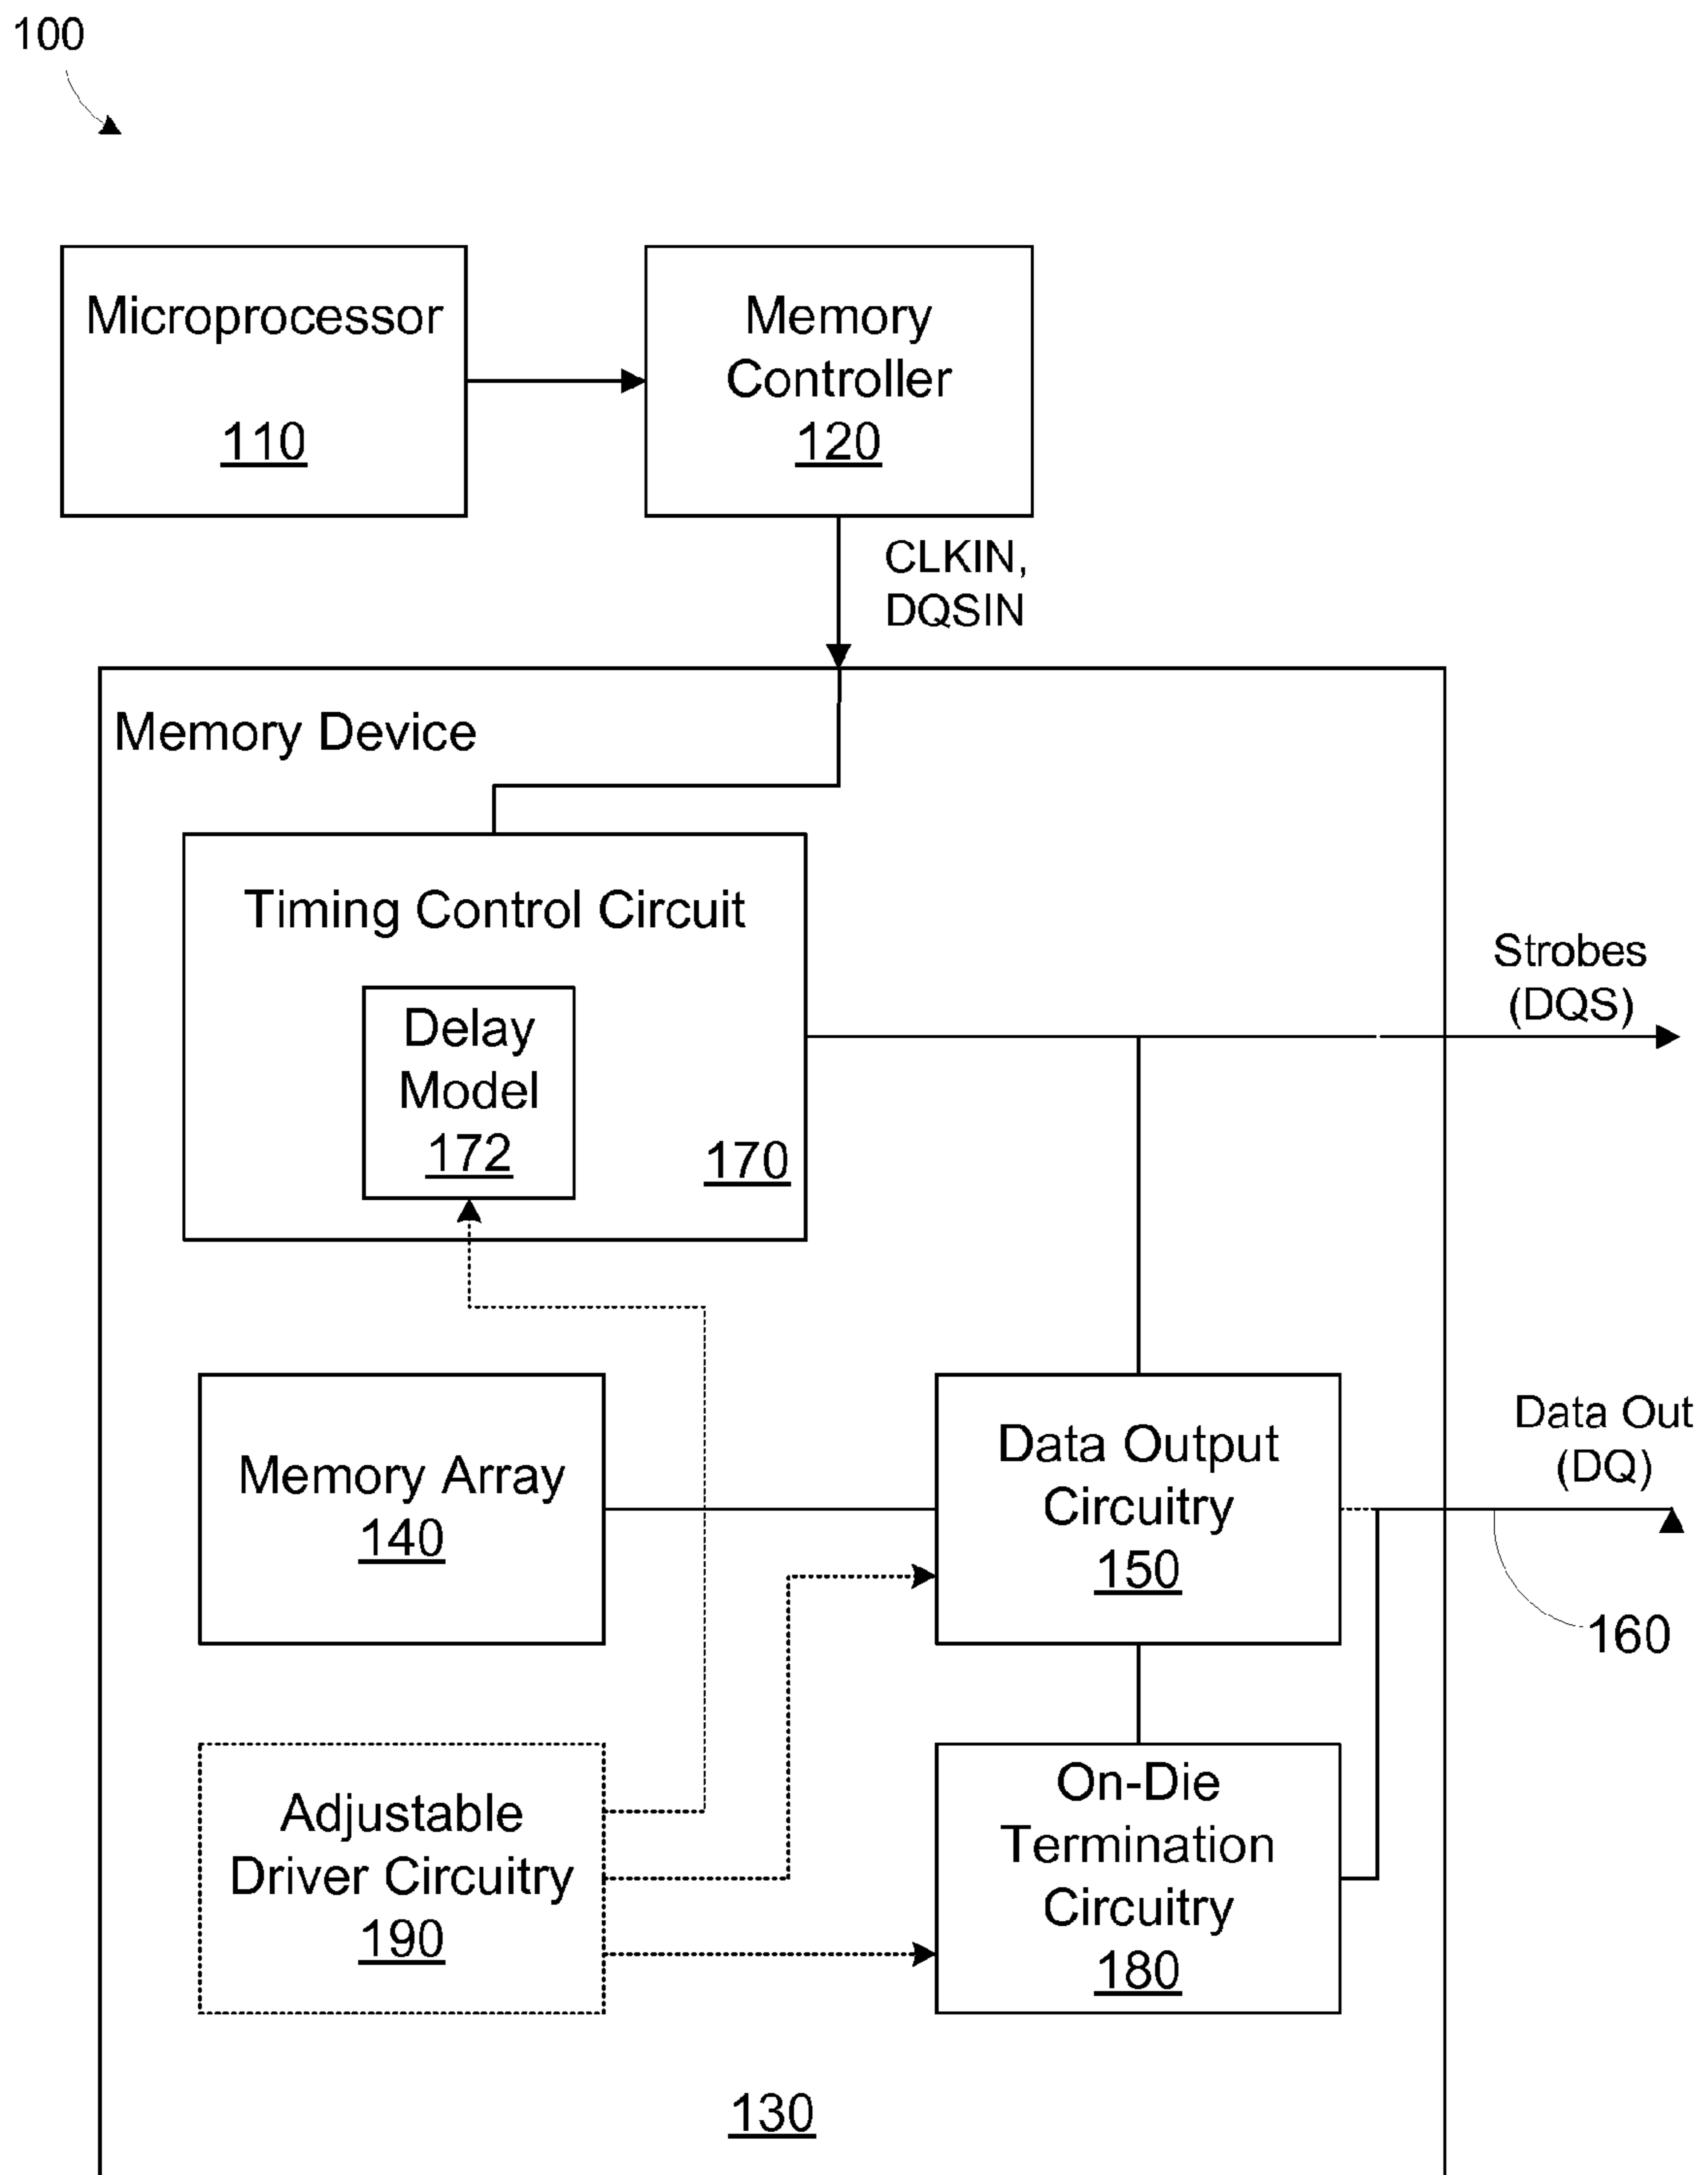 100
Microprocessor
110
Memory
Controller
120
CLKIN,
DQSIN
Memory Device
Timing Control Circuit
Delay
Model
172
170
Strobes
(DQS)
Memory Array
140
Data Output
Circuitry
150
Data Out
(DQ)
160
Adjustable
Driver Circuitry
190
On-Die
Termination
Circuitry
180
130